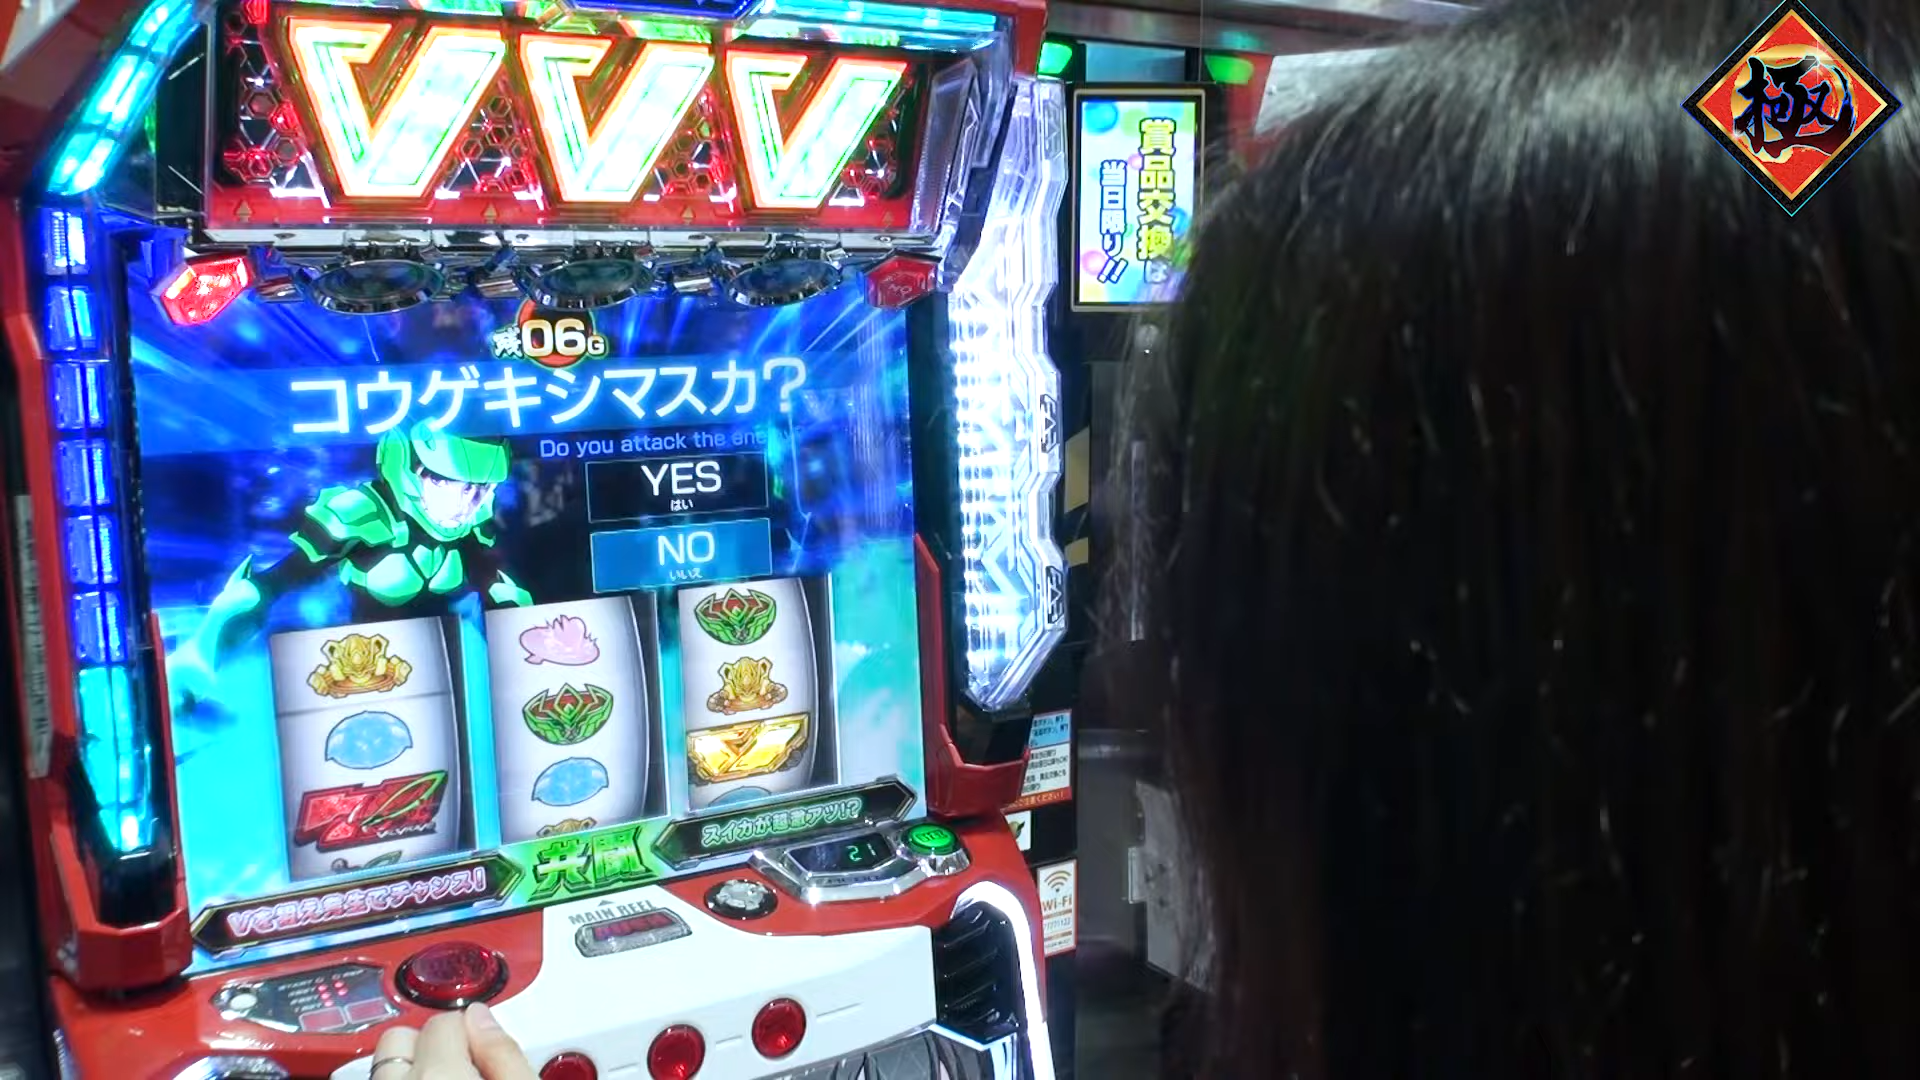 VVV
極
賞品交換は
当日限り!!
残06G
コウゲキシマスカ?
Do you attack the enemy?
YES
はい
NO
いいえ
スイカが超激アツ!?
共闘
Vを狙え発生でチャンス!
21
MAIN REEL
Wi-Fi